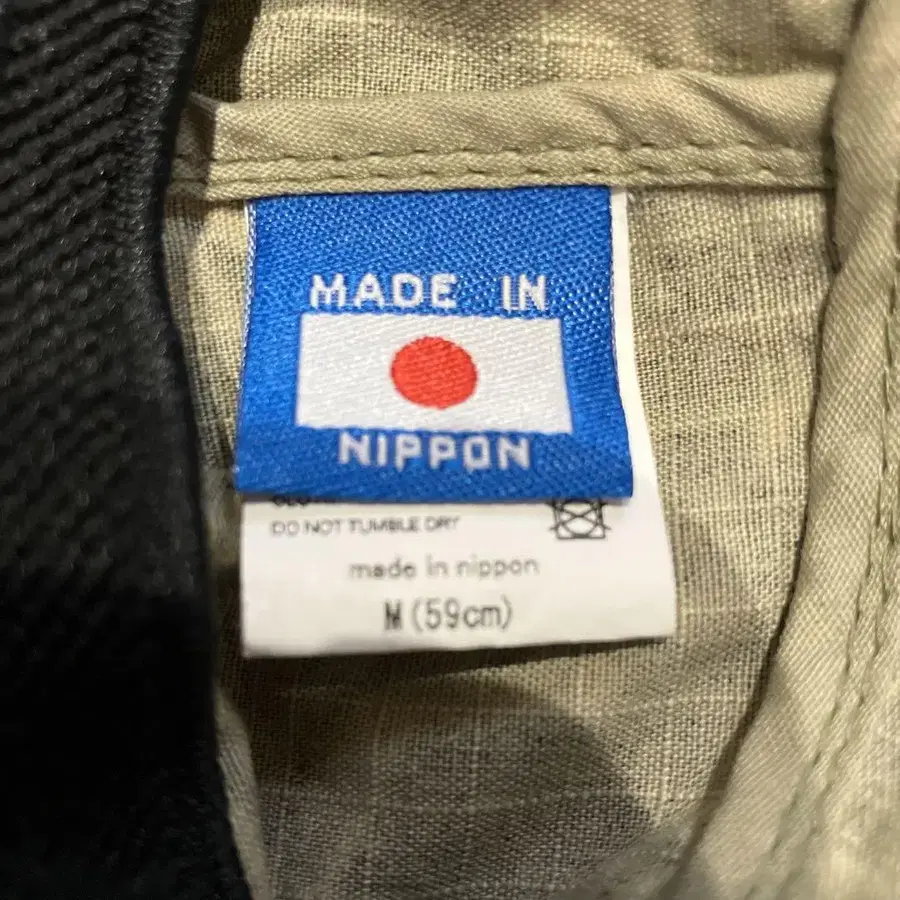 MADE IN
NIPPON
DO NOT TUMBLE DRY
made in nippon
M (59cm)